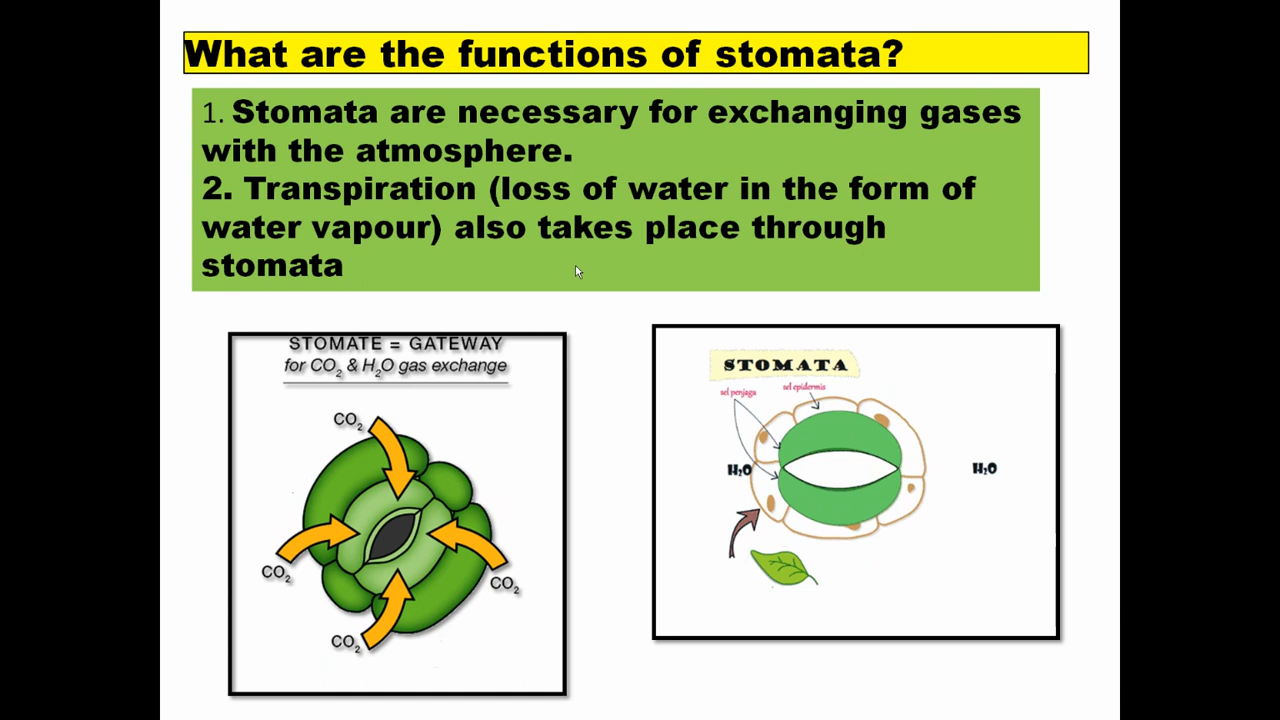 What are the functions of stomata?
1. Stomata are necessary for exchanging gases
with the atmosphere.
2. Transpiration (loss of water in the form of
water vapour) also takes place through
stomata
STOMATE = GATEWAY
for CO₂ & H₂O gas exchange
CO₂
CO₂
CO₂
CO₂
STOMATA
sel epidermis
sel penjaga
H₂O
H₂O